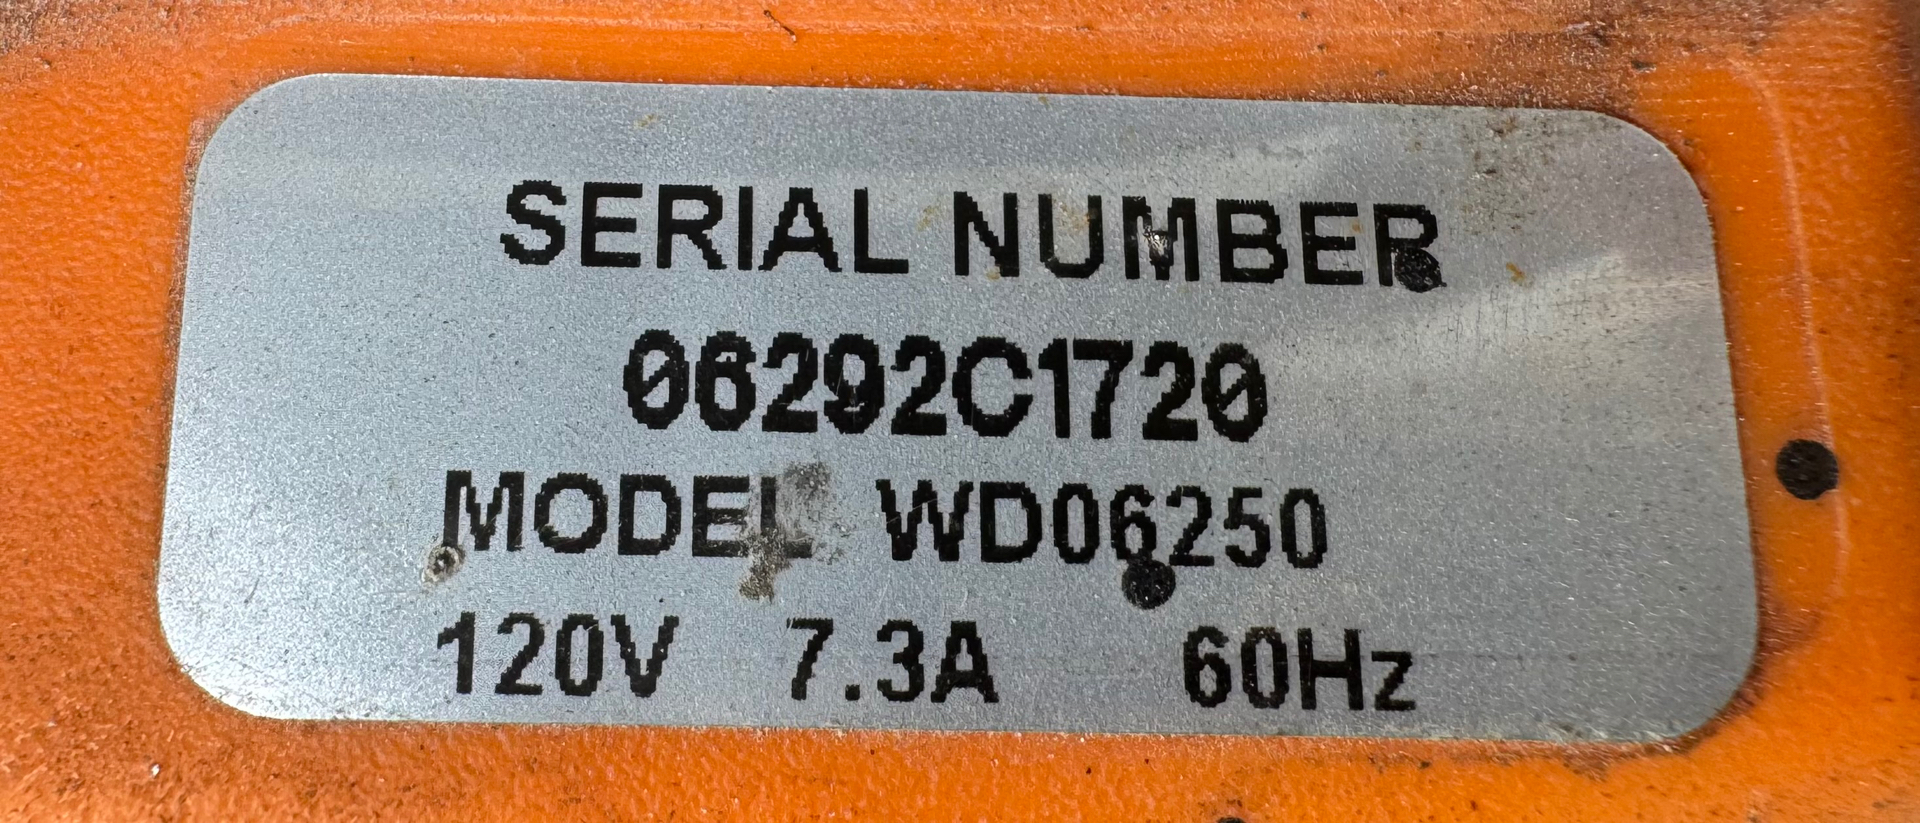 SERIAL NUMBER
06292C1720
MODEL WD06250
120V 7.3A 60Hz